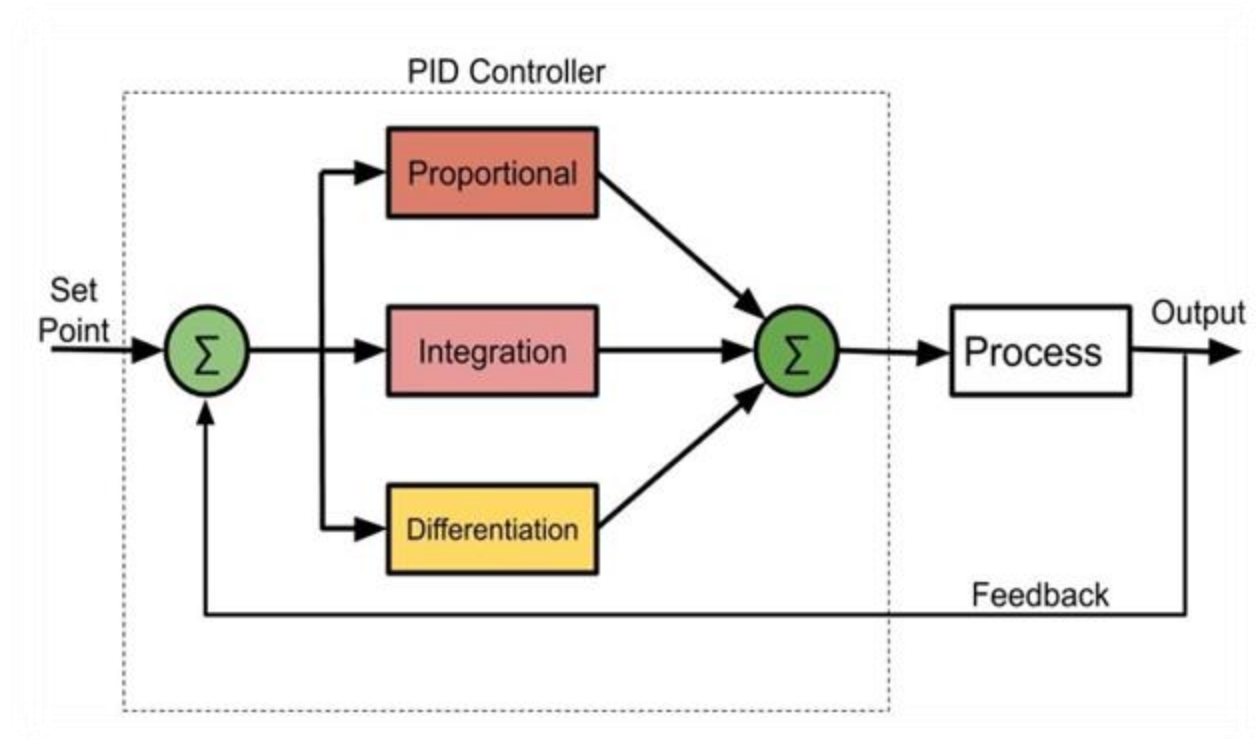 PID Controller
Proportional
Set
Point
Σ
Integration
Σ
Process
Output
Differentiation
Feedback